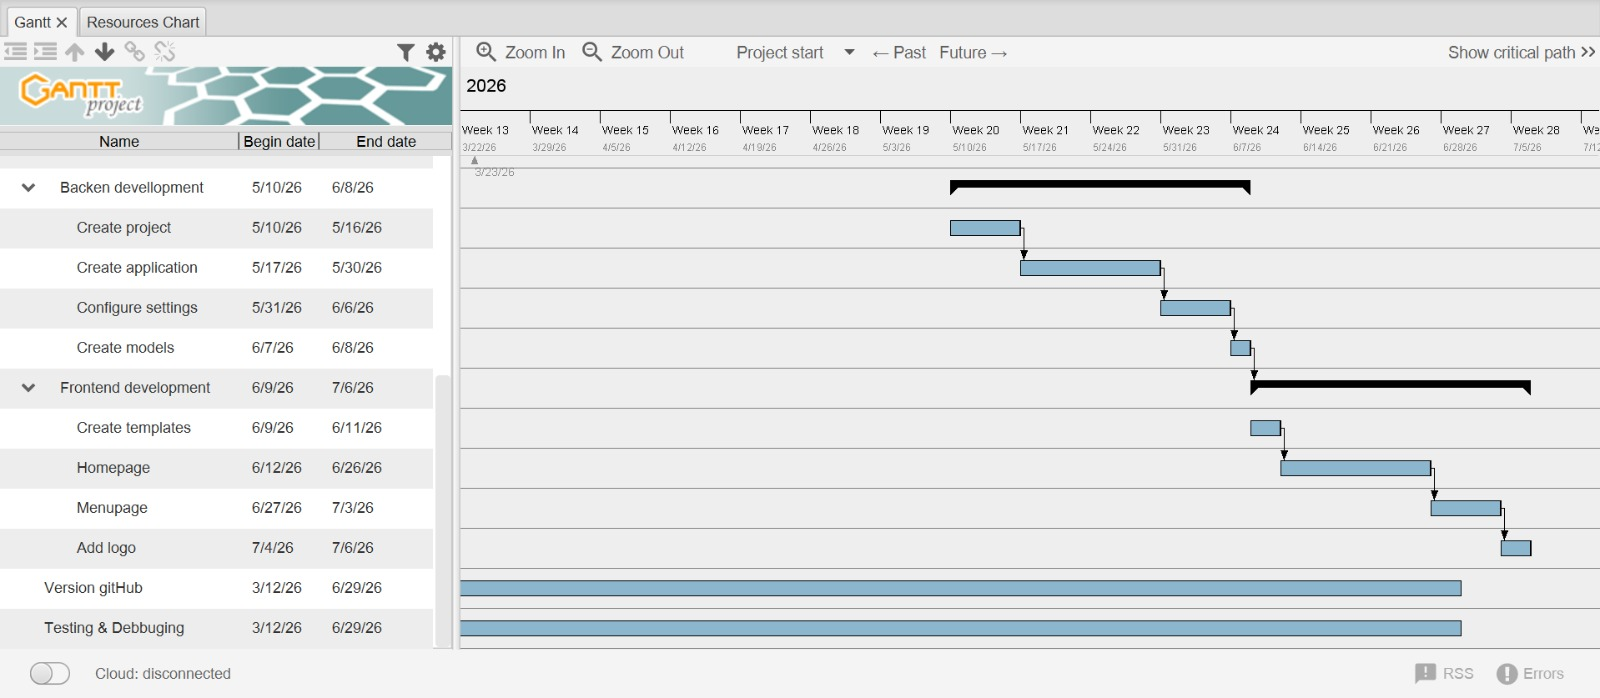 Gantt Resources Chart
Zoom In Zoom Out Project start ← Past Future → Show critical path >>
GANTT
project
2026
Name Begin date End date
Week 13 Week 14 Week 15 Week 16 Week 17 Week 18 Week 19 Week 20 Week 21 Week 22 Week 23 Week 24 Week 25 Week 26 Week 27 Week 28
3/22/26 3/29/26 4/5/26 4/12/26 4/19/26 4/26/26 5/3/26 5/10/26 5/17/26 5/24/26 5/31/26 6/7/26 6/14/26 6/21/26 6/28/26 7/5/26
3/23/26
Backen devellopment 5/10/26 6/8/26
Create project 5/10/26 5/16/26
Create application 5/17/26 5/30/26
Configure settings 5/31/26 6/6/26
Create models 6/7/26 6/8/26
Frontend development 6/9/26 7/6/26
Create templates 6/9/26 6/11/26
Homepage 6/12/26 6/26/26
Menupage 6/27/26 7/3/26
Add logo 7/4/26 7/6/26
Version gitHub 3/12/26 6/29/26
Testing & Debbuging 3/12/26 6/29/26
Cloud: disconnected RSS Errors